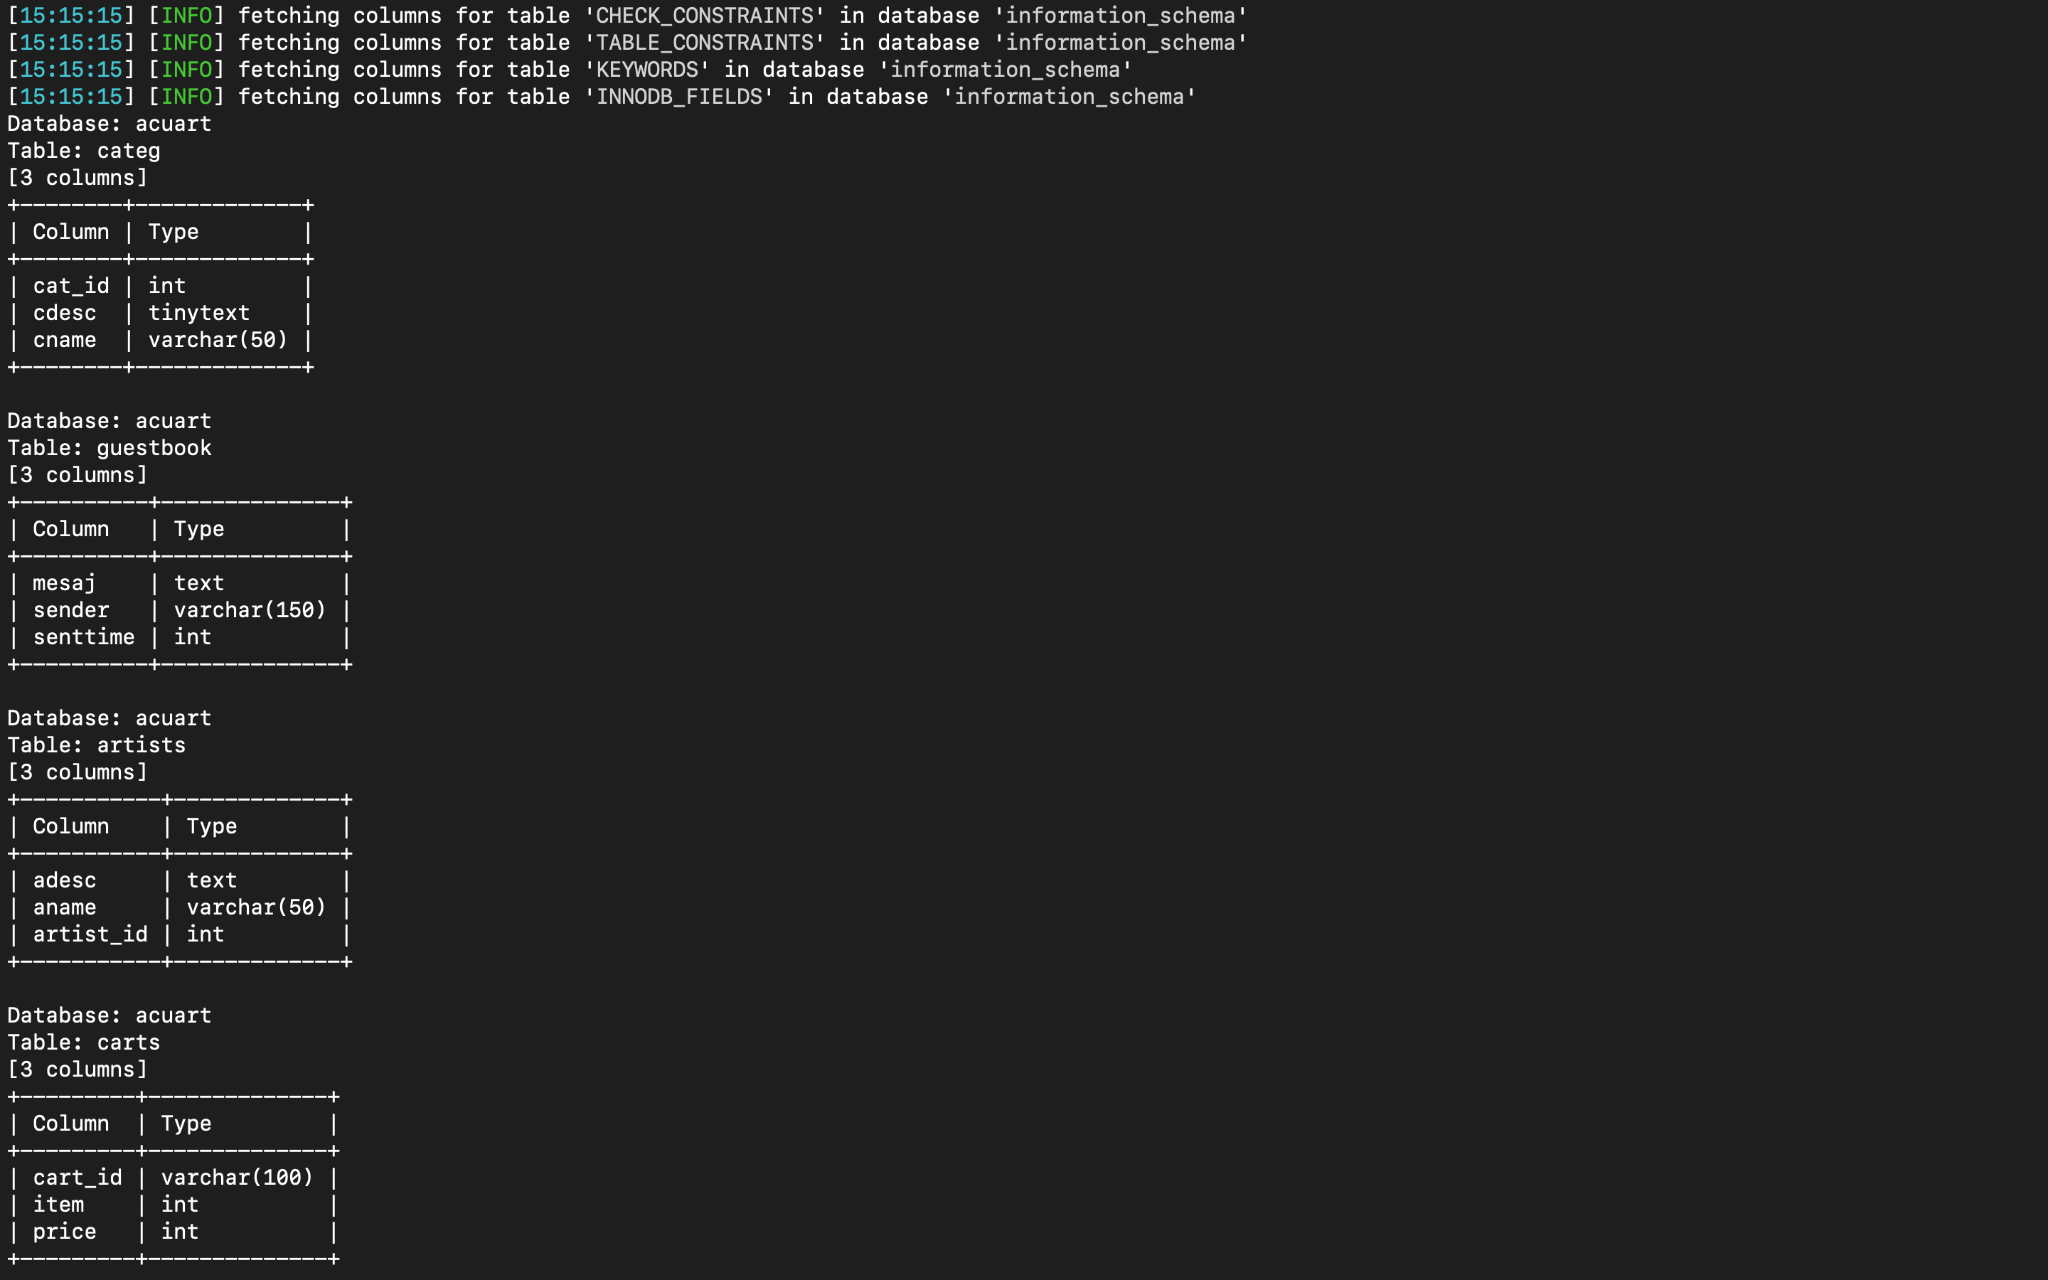 [15:15:15] [INFO] fetching columns for table 'CHECK_CONSTRAINTS' in database 'information_schema'
[15:15:15] [INFO] fetching columns for table 'TABLE_CONSTRAINTS' in database 'information_schema'
[15:15:15] [INFO] fetching columns for table 'KEYWORDS' in database 'information_schema'
[15:15:15] [INFO] fetching columns for table 'INNODB_FIELDS' in database 'information_schema'
Database: acuart
Table: categ
[3 columns]
+--------+-------------+
| Column | Type        |
+--------+-------------+
| cat_id | int         |
| cdesc  | tinytext    |
| cname  | varchar(50) |
+--------+-------------+

Database: acuart
Table: guestbook
[3 columns]
+----------+--------------+
| Column   | Type         |
+----------+--------------+
| mesaj    | text         |
| sender   | varchar(150) |
| senttime | int          |
+----------+--------------+

Database: acuart
Table: artists
[3 columns]
+-----------+-------------+
| Column    | Type        |
+-----------+-------------+
| adesc     | text        |
| aname     | varchar(50) |
| artist_id | int         |
+-----------+-------------+

Database: acuart
Table: carts
[3 columns]
+---------+--------------+
| Column  | Type         |
+---------+--------------+
| cart_id | varchar(100) |
| item    | int          |
| price   | int          |
+---------+--------------+